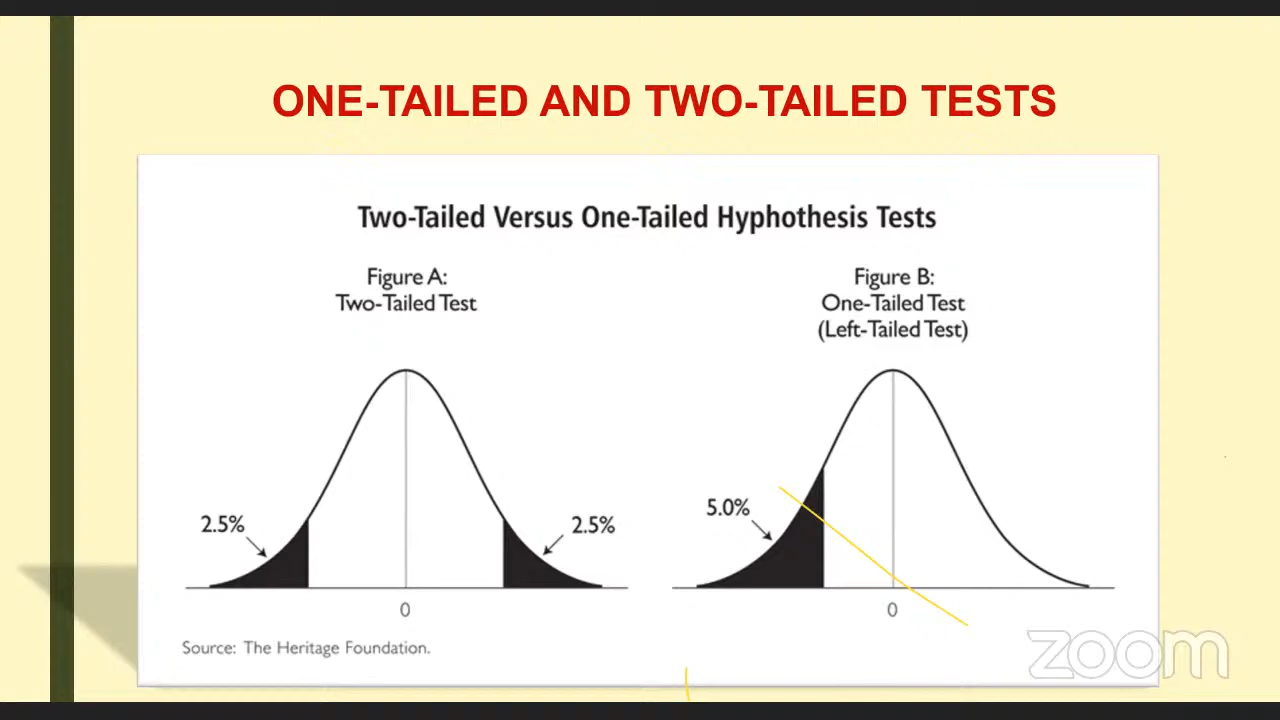 ONE-TAILED AND TWO-TAILED TESTS
Two-Tailed Versus One-Tailed Hyphothesis Tests
Figure A:
Two-Tailed Test
2.5%
2.5%
0
Figure B:
One-Tailed Test
(Left-Tailed Test)
5.0%
0
Source: The Heritage Foundation.
zoom